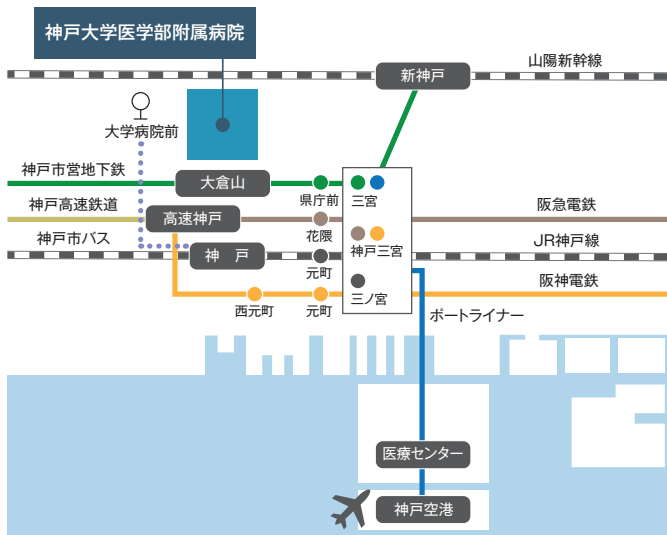 神戸大学医学部附属病院
山陽新幹線
新神戸
大学病院前
神戸市営地下鉄
大倉山
県庁前
三宮
神戸高速鉄道
高速神戸
花隈
神戸三宮
阪急電鉄
神戸市バス
神戸
元町
三ノ宮
JR神戸線
西元町
元町
阪神電鉄
ポートライナー
医療センター
神戸空港